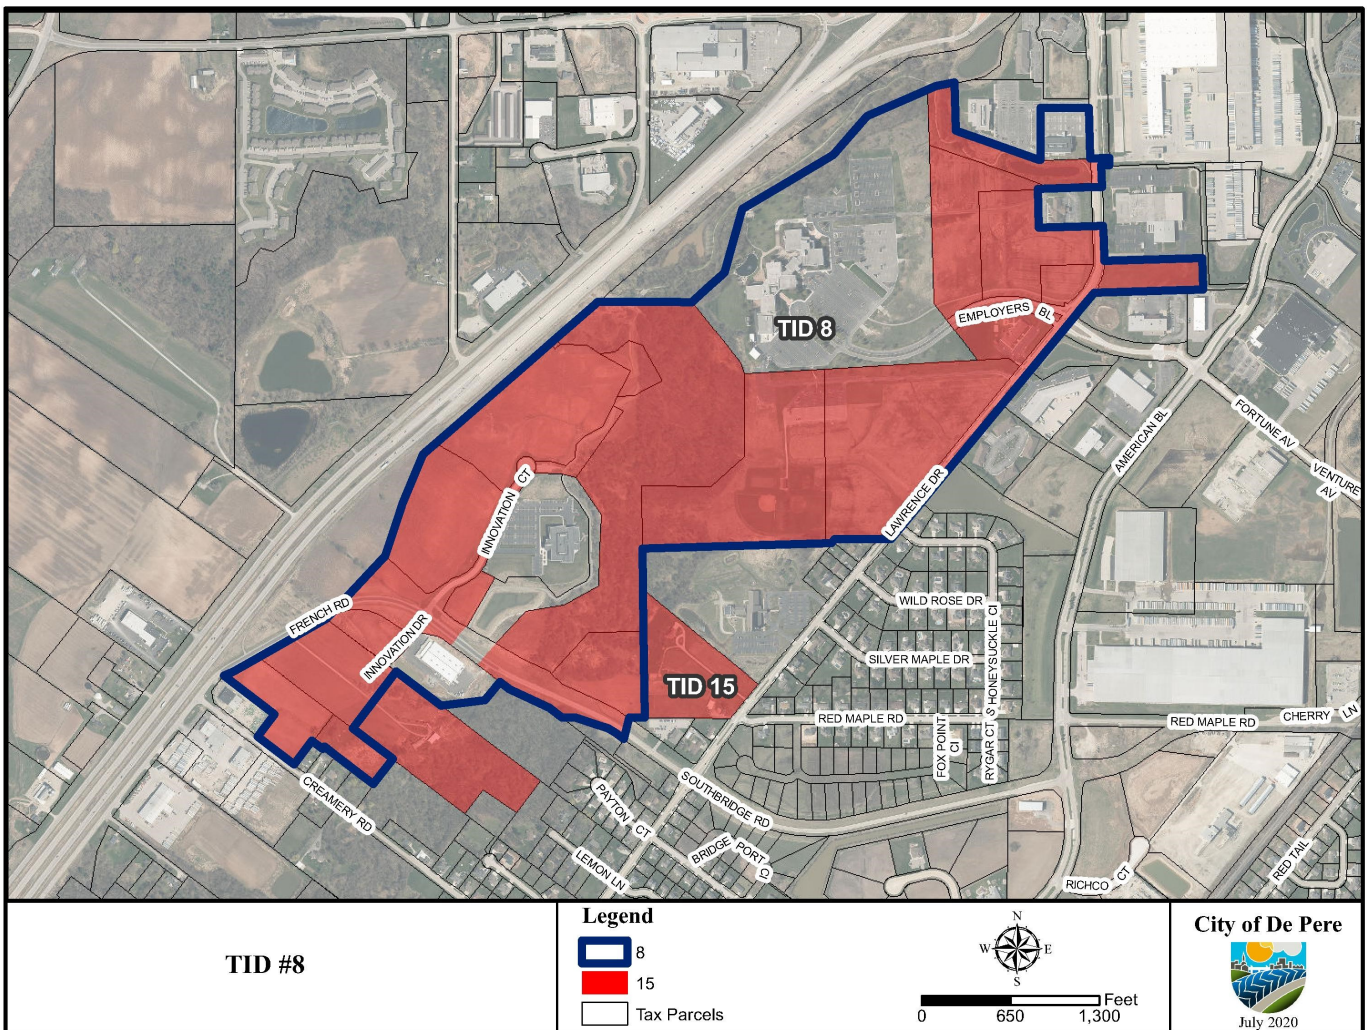 TID 8
EMPLOYERS BL
FORTUNE AV
VENTURE AV
AMERICAN BL
LAWRENCE DR
INNOVATION CT
FRENCH RD
INNOVATION DR
WILD ROSE DR
S HONEYSUCKLE CI
SILVER MAPLE DR
TID 15
RED MAPLE RD
RED MAPLE RD
CHERRY LN
FOX POINT CI
RYGAR CT
CREAMERY RD
SOUTHBRIDGE RD
PAYTON CT
BRIDGE PORT CI
LEMON LN
RICHCO CT
RED TAIL
TID #8
Legend
8
15
Tax Parcels
N
W E
S
Feet
0 650 1,300
City of De Pere
July 2020